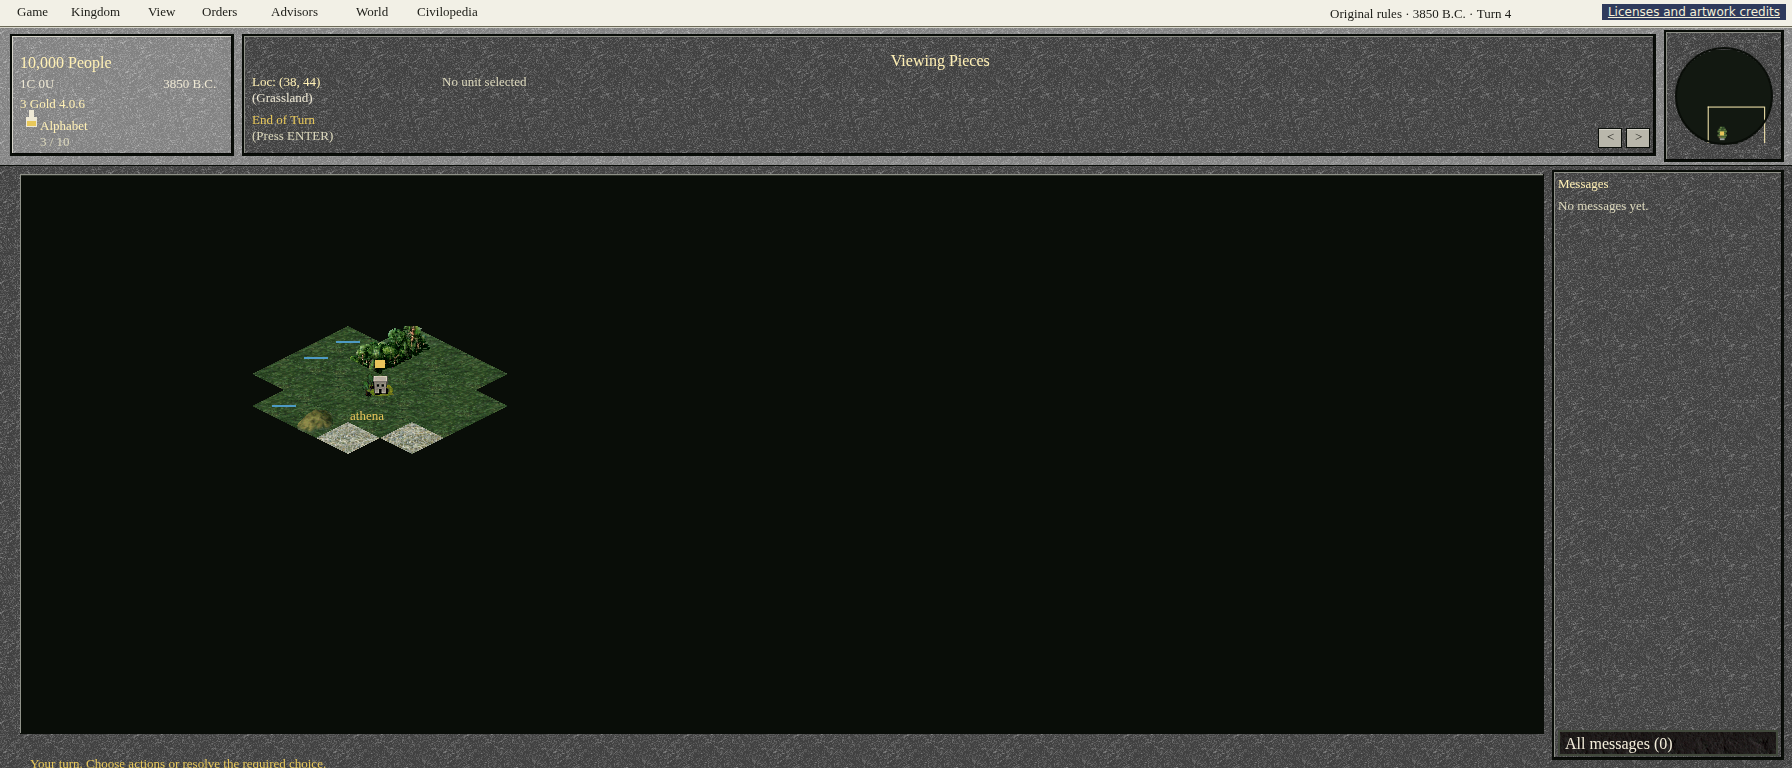 Game Kingdom View Orders Advisors World Civilopedia Original rules · 3850 B.C. · Turn 4 Licenses and artwork credits
10,000 People
1C 0U 3850 B.C.
3 Gold 4.0.6
Alphabet
3 / 10
Viewing Pieces
Loc: (38, 44) No unit selected
(Grassland)
End of Turn
(Press ENTER)
< >
Messages
No messages yet.
athena
All messages (0)
Your turn. Choose actions or resolve the required choice.